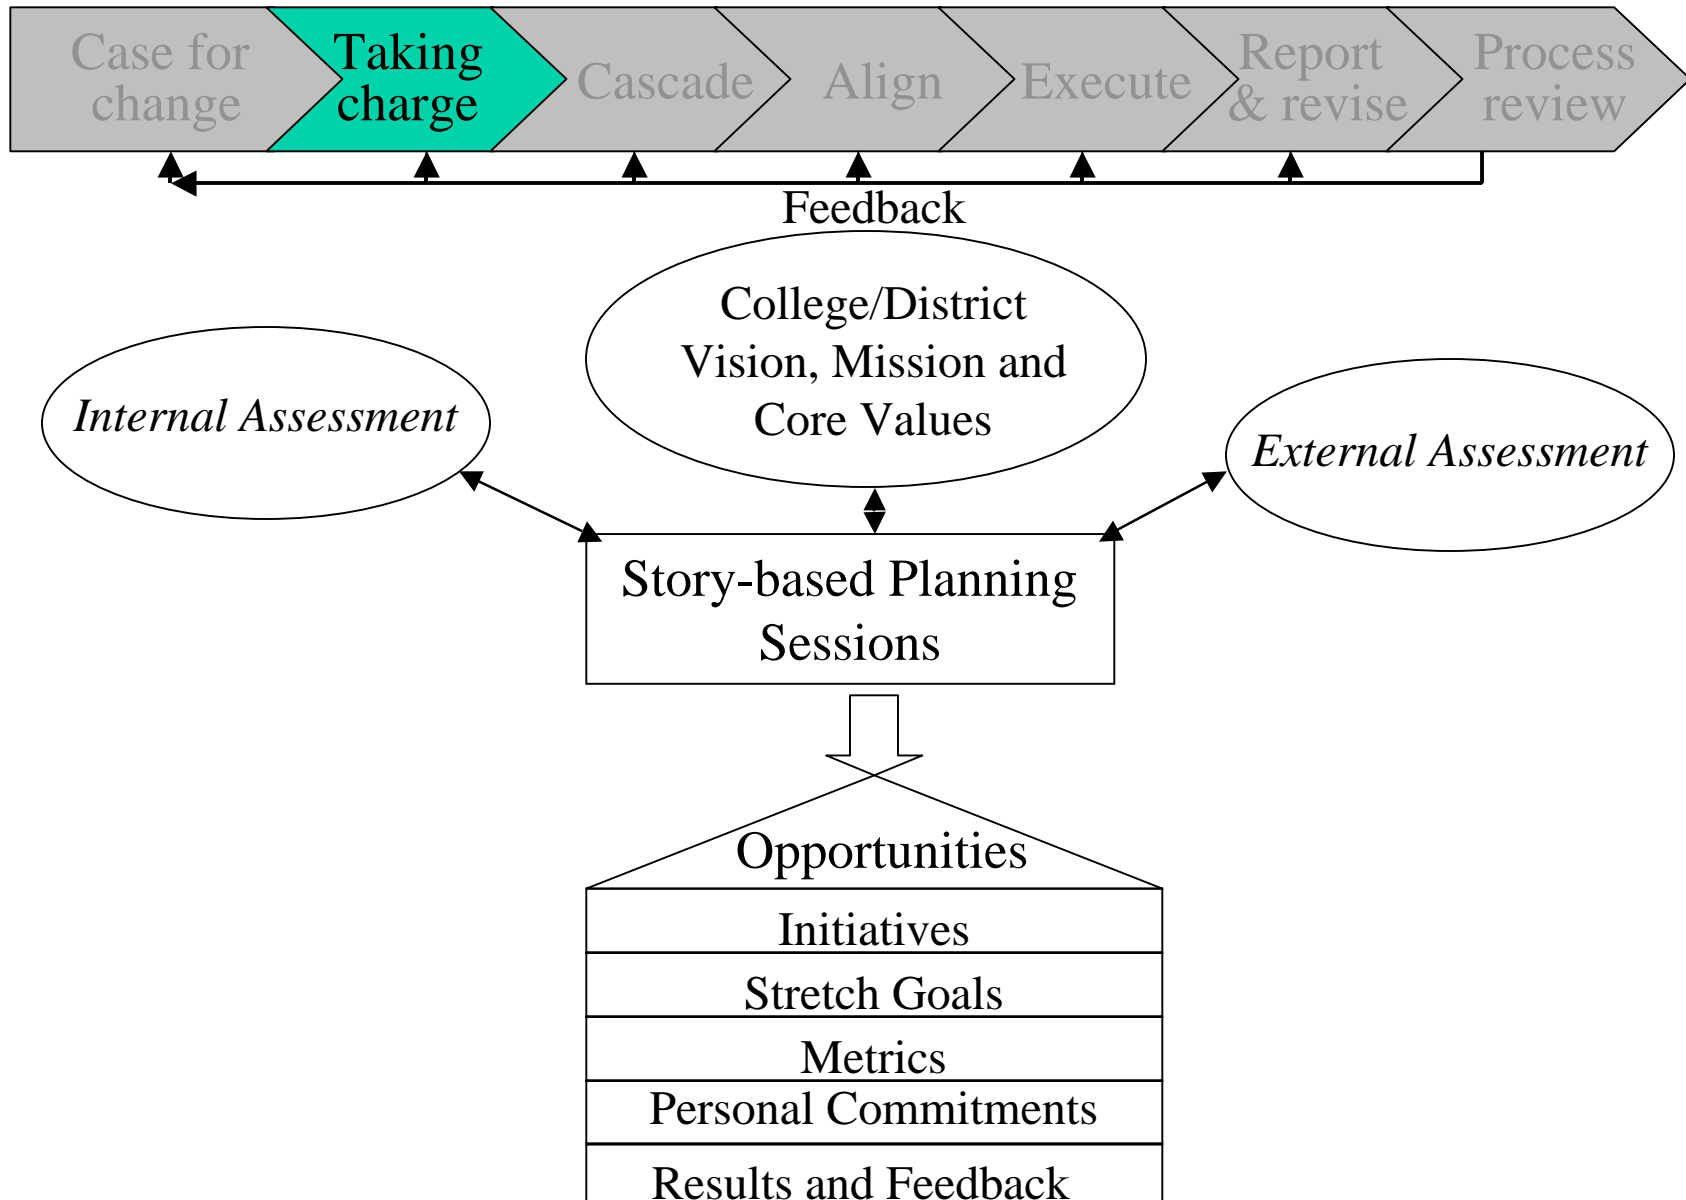 Case for
change
Taking
charge
Cascade
Align
Execute
Report
& revise
Process
review
Feedback
College/District
Vision, Mission and
Core Values
Internal Assessment
External Assessment
Story-based Planning
Sessions
Opportunities
Initiatives
Stretch Goals
Metrics
Personal Commitments
Results and Feedback